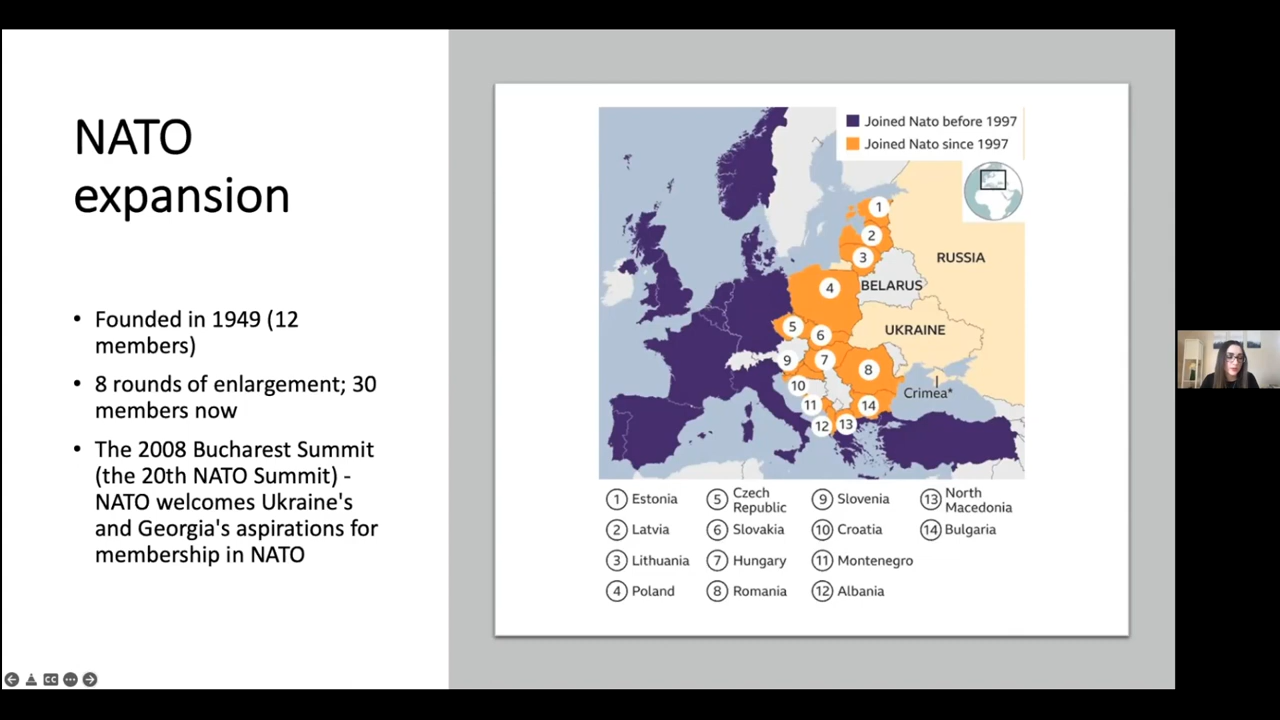 NATO
expansion
• Founded in 1949 (12
members)
• 8 rounds of enlargement; 30
members now
• The 2008 Bucharest Summit
(the 20th NATO Summit) -
NATO welcomes Ukraine's
and Georgia's aspirations for
membership in NATO
Joined Nato before 1997
Joined Nato since 1997
1
2
3
4
5
6
7
8
9
10
11
12
13
14
RUSSIA
BELARUS
UKRAINE
Crimea*
1 Estonia
2 Latvia
3 Lithuania
4 Poland
5 Czech
Republic
6 Slovakia
7 Hungary
8 Romania
9 Slovenia
10 Croatia
11 Montenegro
12 Albania
13 North
Macedonia
14 Bulgaria
CC